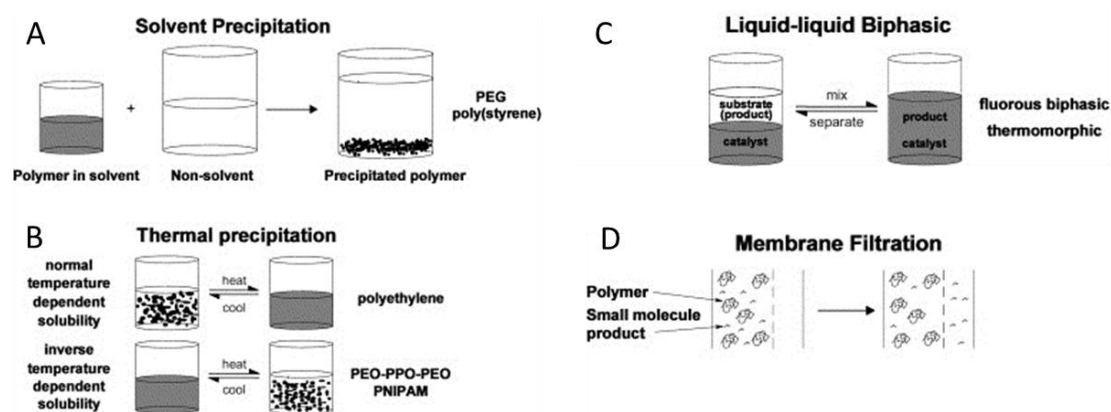 A
Solvent Precipitation
+
PEG
poly(styrene)
Polymer in solvent
Non-solvent
Precipitated polymer
B
Thermal precipitation
normal
temperature
dependent
solubility
heat
cool
polyethylene
inverse
temperature
dependent
solubility
heat
cool
PEO-PPO-PEO
PNIPAM
C
Liquid-liquid Biphasic
substrate
(product)
catalyst
mix
separate
product
catalyst
fluorous biphasic
thermomorphic
D
Membrane Filtration
Polymer
Small molecule
product